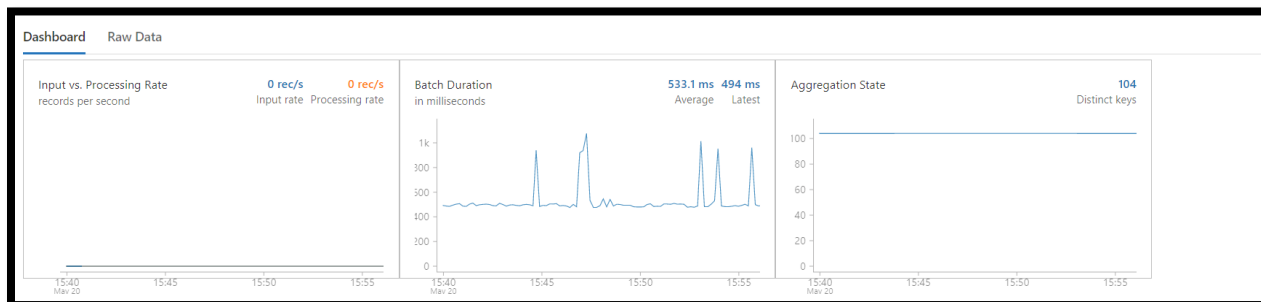 Dashboard Raw Data
Input vs. Processing Rate
records per second
0 rec/s 0 rec/s
Input rate Processing rate
15:40 15:45 15:50 15:55
May 20
Batch Duration
in milliseconds
533.1 ms 494 ms
Average Latest
1k
800
600
400
200
0
15:40 15:45 15:50 15:55
May 20
Aggregation State
104
Distinct keys
100
80
60
40
20
0
15:40 15:45 15:50 15:55
May 20